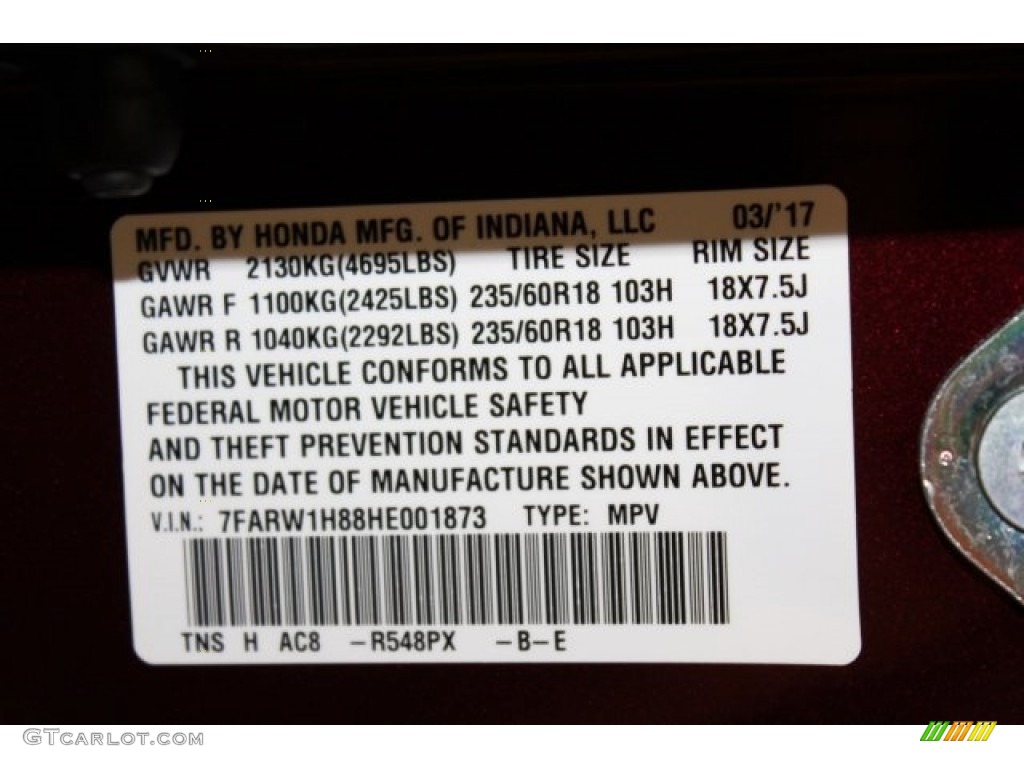 MFD. BY HONDA MFG. OF INDIANA, LLC 03/'17
GVWR 2130KG(4695LBS) TIRE SIZE RIM SIZE
GAWR F 1100KG(2425LBS) 235/60R18 103H 18X7.5J
GAWR R 1040KG(2292LBS) 235/60R18 103H 18X7.5J
THIS VEHICLE CONFORMS TO ALL APPLICABLE
FEDERAL MOTOR VEHICLE SAFETY
AND THEFT PREVENTION STANDARDS IN EFFECT
ON THE DATE OF MANUFACTURE SHOWN ABOVE.
V.I.N.: 7FARW1H88HE001873 TYPE: MPV
TNS H AC8 -R548PX -B-E
GTCARLOT.COM